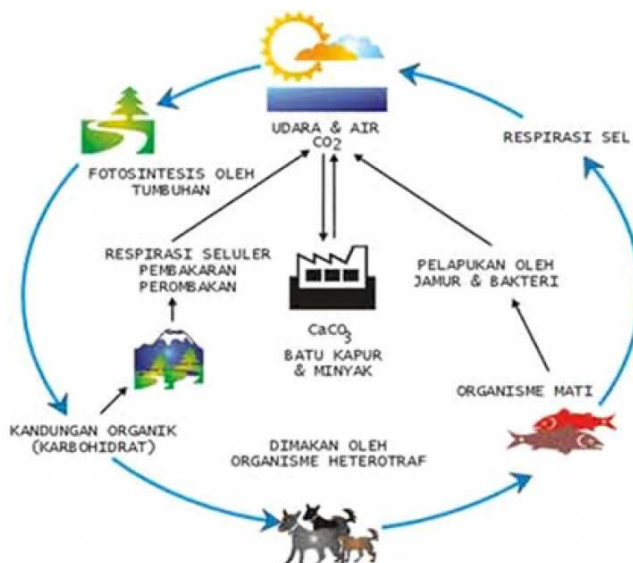 UDARA & AIR
CO2
RESPIRASI SEL
FOTOSINTESIS OLEH
TUMBUHAN
RESPIRASI SELULER
PEMBAKARAN
PEROMBAKAN
PELAPUKAN OLEH
JAMUR & BAKTERI
CaCO3
BATU KAPUR
& MINYAK
ORGANISME MATI
KANDUNGAN ORGANIK
(KARBOHIDRAT)
DIMAKAN OLEH
ORGANISME HETEROTRAF